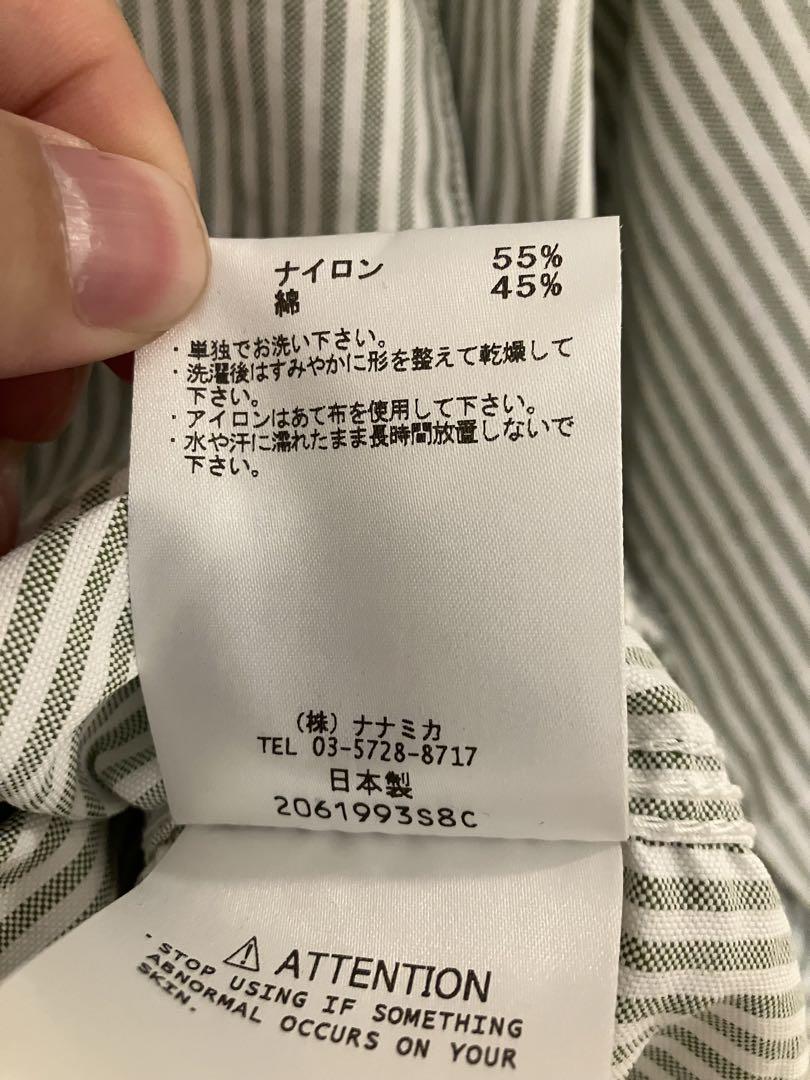 ナイロン 55%
綿 45%
・単独でお洗い下さい。
・洗濯後はすみやかに形を整えて乾燥して
下さい。
・アイロンはあて布を使用して下さい。
・水や汗に濡れたまま長時間放置しないで
下さい。
(株) ナナミカ
TEL 03-5728-8717
日本製
2061993S8C
⚠ ATTENTION
・STOP USING IF SOMETHING
ABNORMAL OCCURS ON YOUR
SKIN.